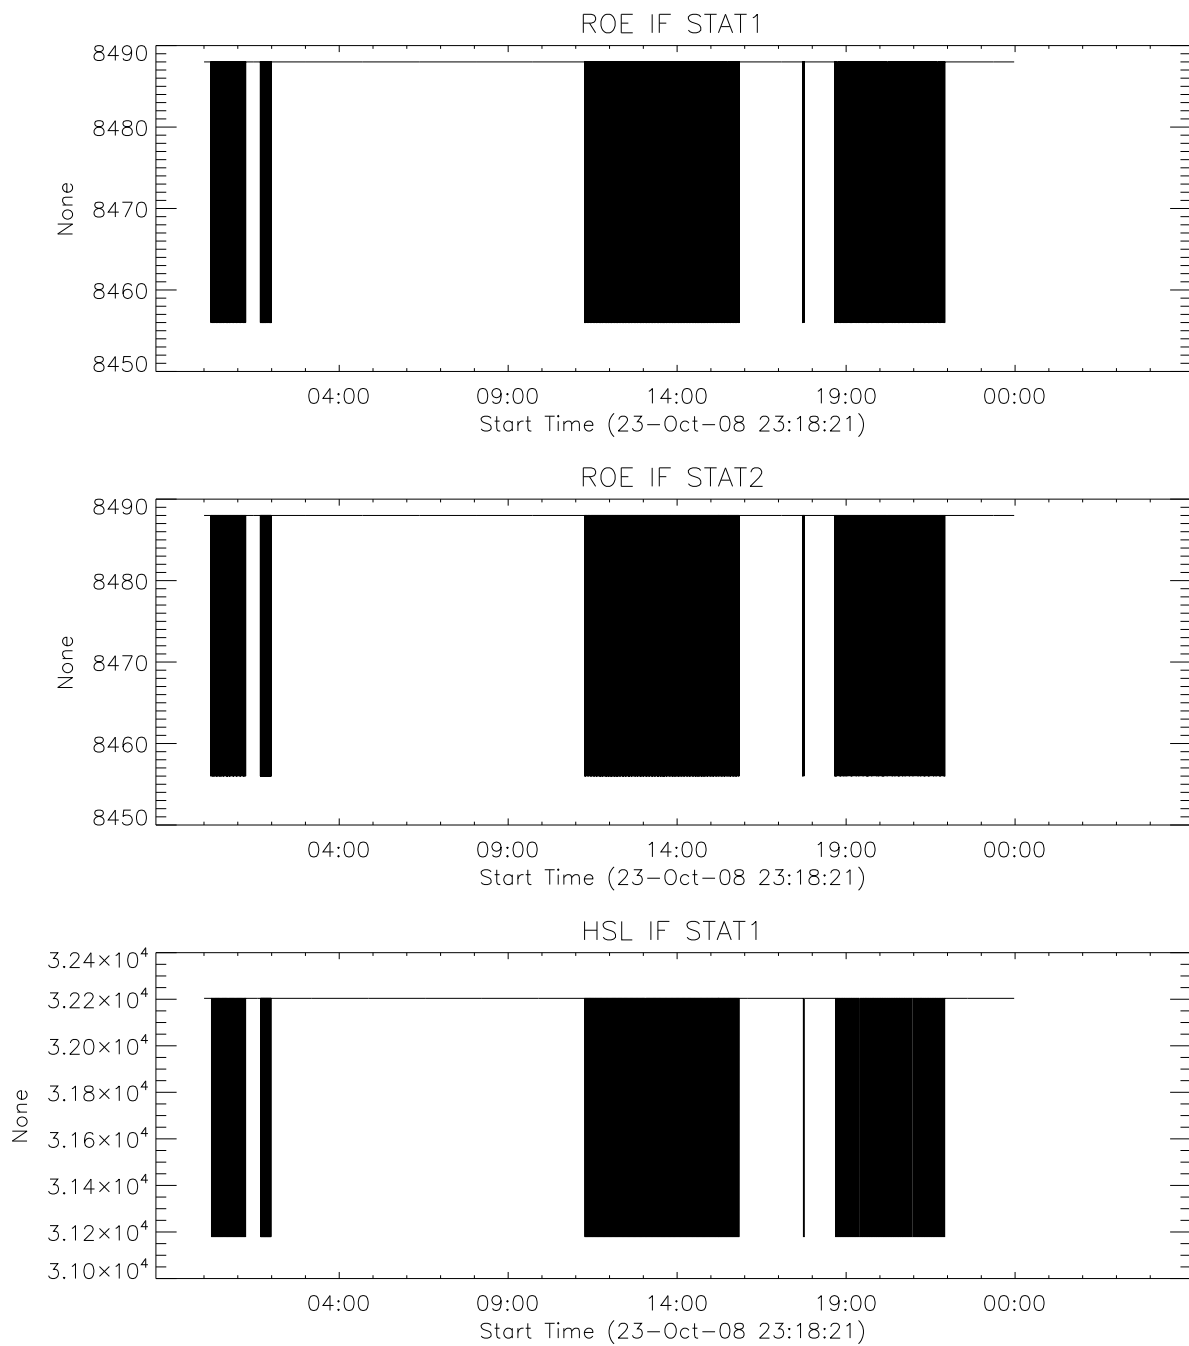 ROE IF STAT1
8490
8480
8470
8460
8450
None
04:00 09:00 14:00 19:00 00:00
Start Time (23-Oct-08 23:18:21)
ROE IF STAT2
8490
8480
8470
8460
8450
None
04:00 09:00 14:00 19:00 00:00
Start Time (23-Oct-08 23:18:21)
HSL IF STAT1
3.24×10⁴
3.22×10⁴
3.20×10⁴
3.18×10⁴
3.16×10⁴
3.14×10⁴
3.12×10⁴
3.10×10⁴
None
04:00 09:00 14:00 19:00 00:00
Start Time (23-Oct-08 23:18:21)